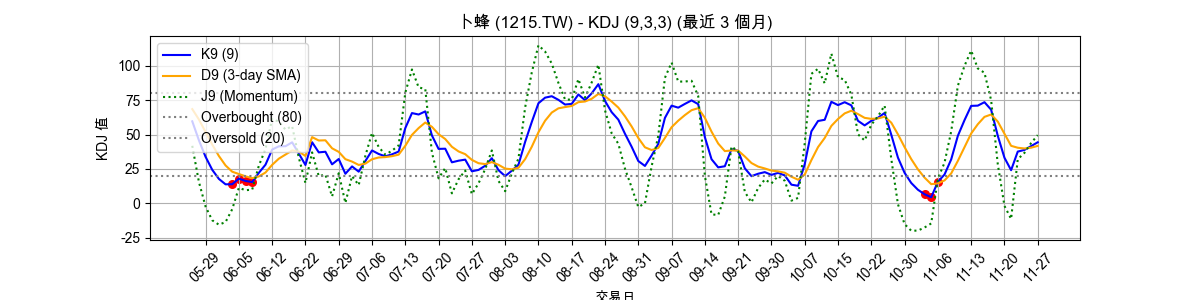 卜蜂 (1215.TW) - KDJ (9,3,3) (最近 3 個月)
KDJ 值
100
75
50
25
0
-25
K9 (9)
D9 (3-day SMA)
J9 (Momentum)
Overbought (80)
Oversold (20)
05-29 06-05 06-12 06-22 06-29 07-06 07-13 07-20 07-27 08-03 08-10 08-17 08-24 08-31 09-07 09-14 09-21 09-30 10-07 10-15 10-22 10-30 11-06 11-13 11-20 11-27
交易日